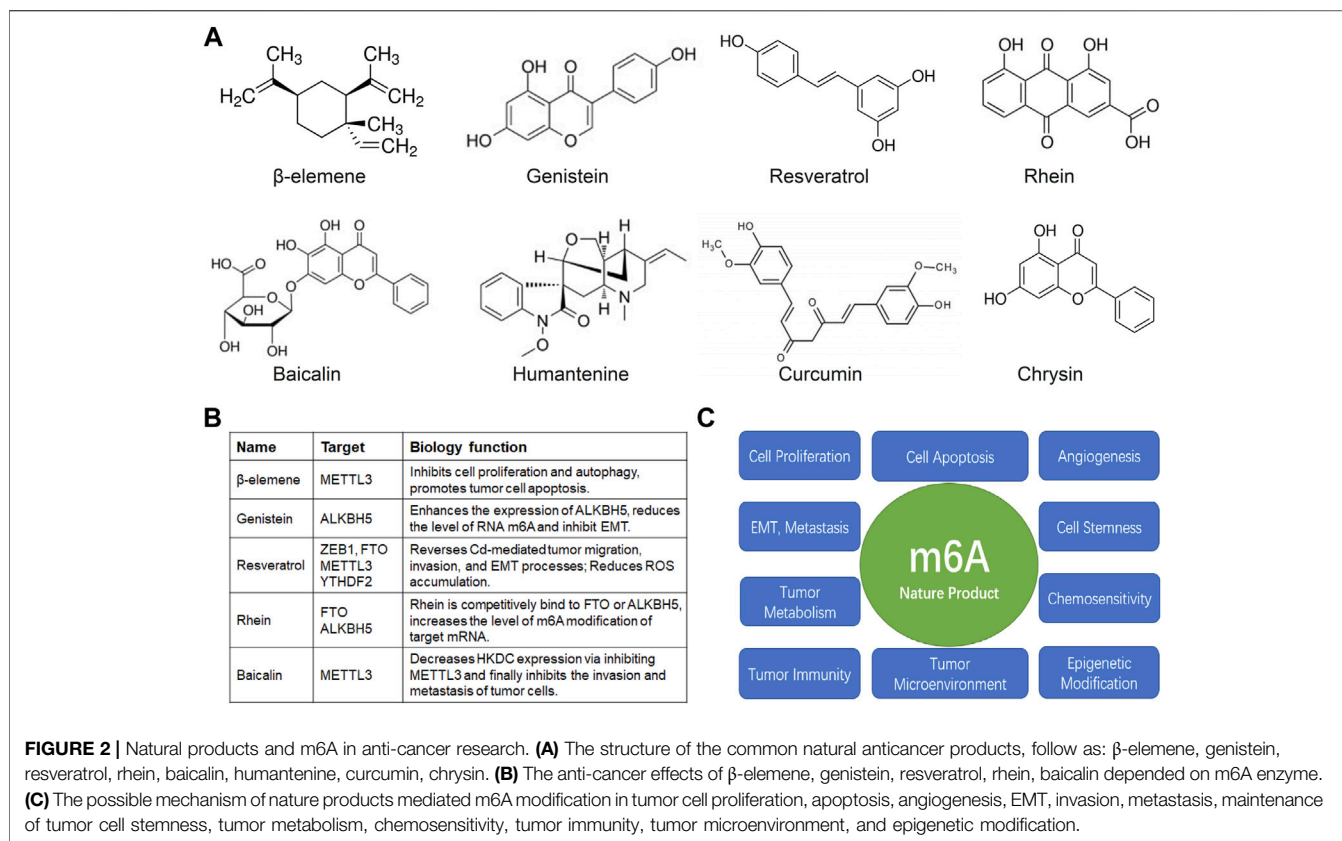 A
CH3
H2C
CH2
CH3
CH2
β-elemene
OH
O
OH
HO
O
Genistein
HO
OH
OH
Resveratrol
OH
O
OH
O
O
OH
Rhein
OH
O
HO
HO
O
O
O
HO
OH
OH
O
Baicalin
H
O
H
H
H
N
O
N
O
Humantenine
HO
H3C
O
O
CH3
OH
O
O
Curcumin
OH
O
HO
O
Chrysin
B
Name
Target
Biology function
β-elemene
METTL3
Inhibits cell proliferation and autophagy,
promotes tumor cell apoptosis.
Genistein
ALKBH5
Enhances the expression of ALKBH5, reduces
the level of RNA m6A and inhibit EMT.
Resveratrol
ZEB1, FTO
METTL3
YTHDF2
Reverses Cd-mediated tumor migration,
invasion, and EMT processes; Reduces ROS
accumulation.
Rhein
FTO
ALKBH5
Rhein is competitively bind to FTO or ALKBH5,
increases the level of m6A modification of
target mRNA.
Baicalin
METTL3
Decreases HKDC expression via inhibiting
METTL3 and finally inhibits the invasion and
metastasis of tumor cells.
C
Cell Proliferation
Cell Apoptosis
Angiogenesis
EMT, Metastasis
Cell Stemness
m6A
Nature Product
Tumor
Metabolism
Chemosensitivity
Tumor Immunity
Tumor
Microenvironment
Epigenetic
Modification
FIGURE 2 | Natural products and m6A in anti-cancer research. (A) The structure of the common natural anticancer products, follow as: β-elemene, genistein,
resveratrol, rhein, baicalin, humantenine, curcumin, chrysin. (B) The anti-cancer effects of β-elemene, genistein, resveratrol, rhein, baicalin depended on m6A enzyme.
(C) The possible mechanism of nature products mediated m6A modification in tumor cell proliferation, apoptosis, angiogenesis, EMT, invasion, metastasis, maintenance
of tumor cell stemness, tumor metabolism, chemosensitivity, tumor immunity, tumor microenvironment, and epigenetic modification.